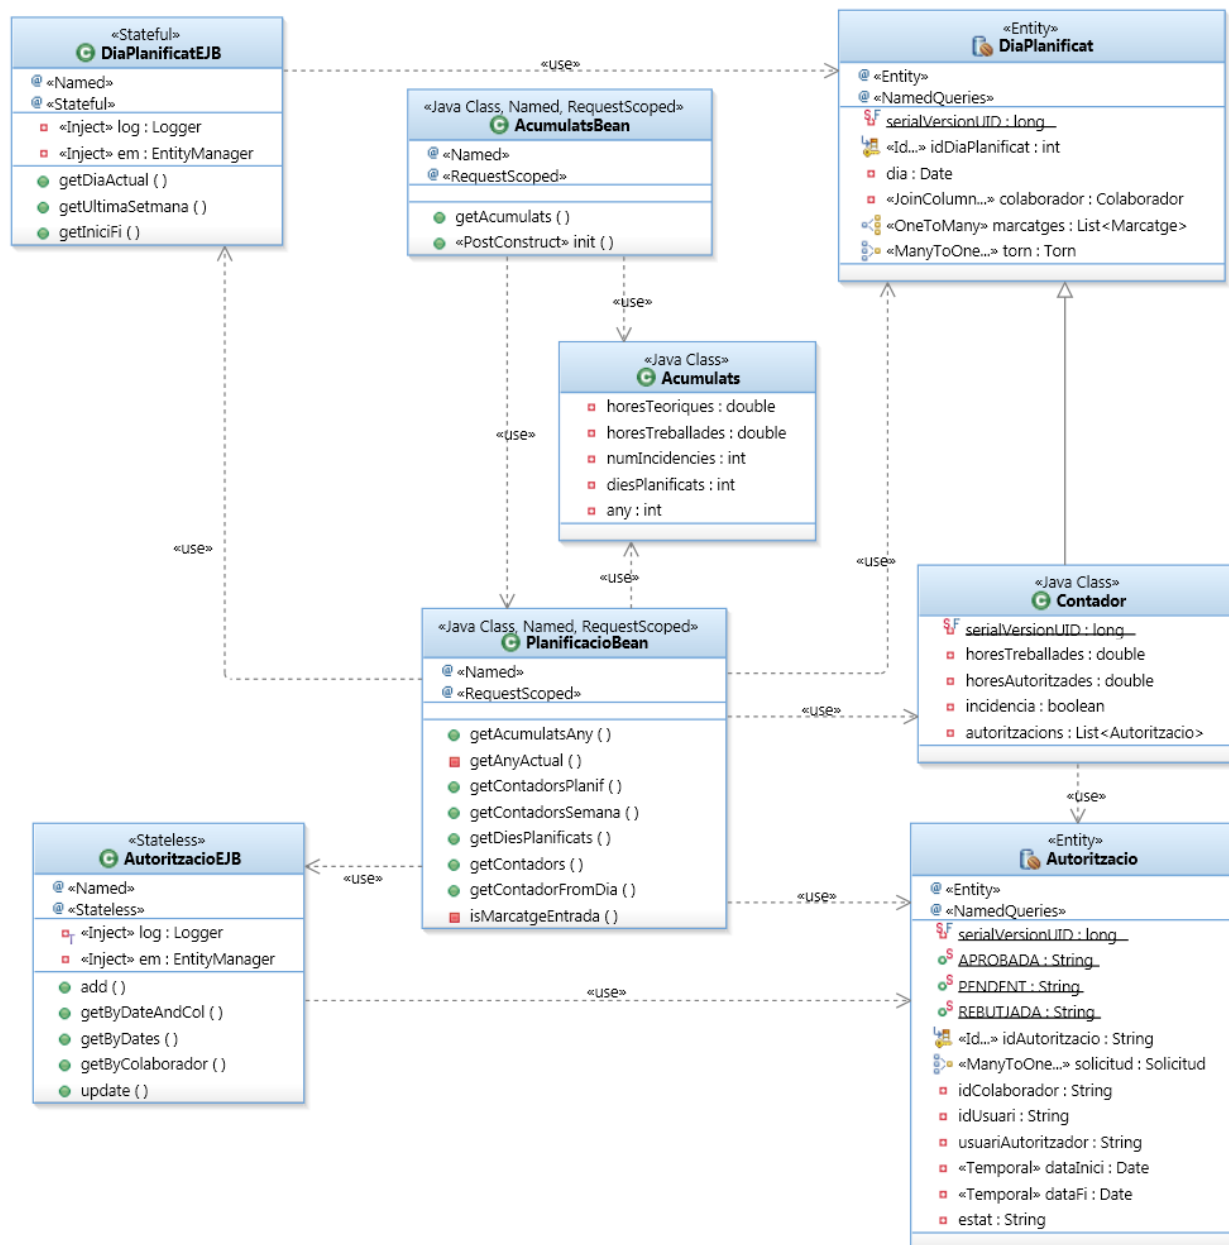 «Stateful»
DiaPlanificatEJB
@ «Named»
@ «Stateful»
«Inject» log : Logger
«Inject» em : EntityManager
getDiaActual ( )
getUltimaSetmana ( )
getIniciFi ( )
«use»
«Entity»
DiaPlanificat
@ «Entity»
@ «NamedQueries»
serialVersionUID : long
«Id...» idDiaPlanificat : int
dia : Date
«JoinColumn...» colaborador : Colaborador
«OneToMany» marcatges : List<Marcatge>
«ManyToOne...» torn : Torn
«Java Class, Named, RequestScoped»
AcumulatsBean
@ «Named»
@ «RequestScoped»
getAcumulats ( )
«PostConstruct» init ( )
«use»
«Java Class»
Acumulats
horesTeoriques : double
horesTreballades : double
numIncidencies : int
diesPlanificats : int
any : int
«use»
«use»
«use»
«use»
«Java Class»
Contador
serialVersionUID : long
horesTreballades : double
horesAutoritzades : double
incidencia : boolean
autoritzacions : List<Autoritzacio>
«Java Class, Named, RequestScoped»
PlanificacioBean
@ «Named»
@ «RequestScoped»
getAcumulatsAny ( )
getAnyActual ( )
getContadorsPlanif ( )
getContadorsSemana ( )
getDiesPlanificats ( )
getContadors ( )
getContadorFromDia ( )
isMarcatgeEntrada ( )
«use»
«use»
«Stateless»
AutoritzacioEJB
@ «Named»
@ «Stateless»
«Inject» log : Logger
«Inject» em : EntityManager
add ( )
getByDateAndCol ( )
getByDates ( )
getByColaborador ( )
update ( )
«use»
«use»
«use»
«Entity»
Autoritzacio
@ «Entity»
@ «NamedQueries»
serialVersionUID : long
APROBADA : String
PENDENT : String
REBUTJADA : String
«Id...» idAutoritzacio : String
«ManyToOne...» solicitud : Solicitud
idColaborador : String
idUsuari : String
usuariAutoritzador : String
«Temporal» dataInici : Date
«Temporal» dataFi : Date
estat : String